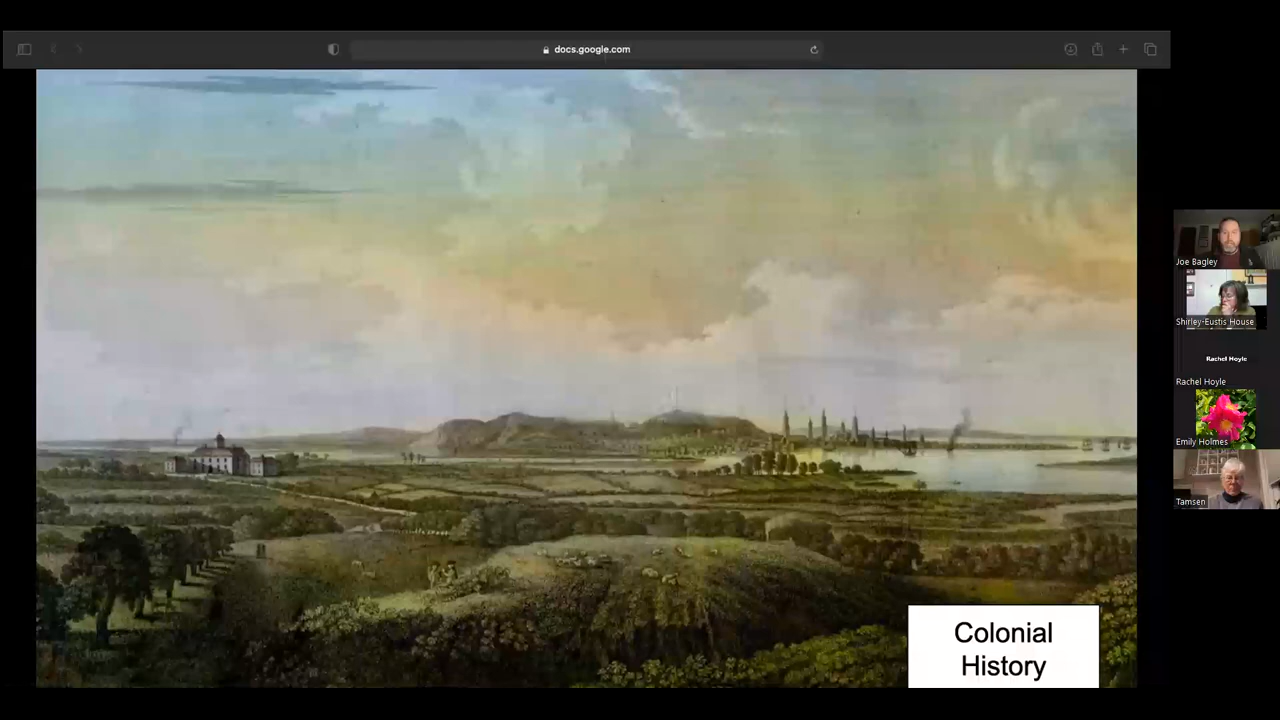 docs.google.com
Colonial
History
Joe Bagley
Shirley-Eustis House
Rachel Hoyle
Rachel Hoyle
Emily Holmes
Tamsen